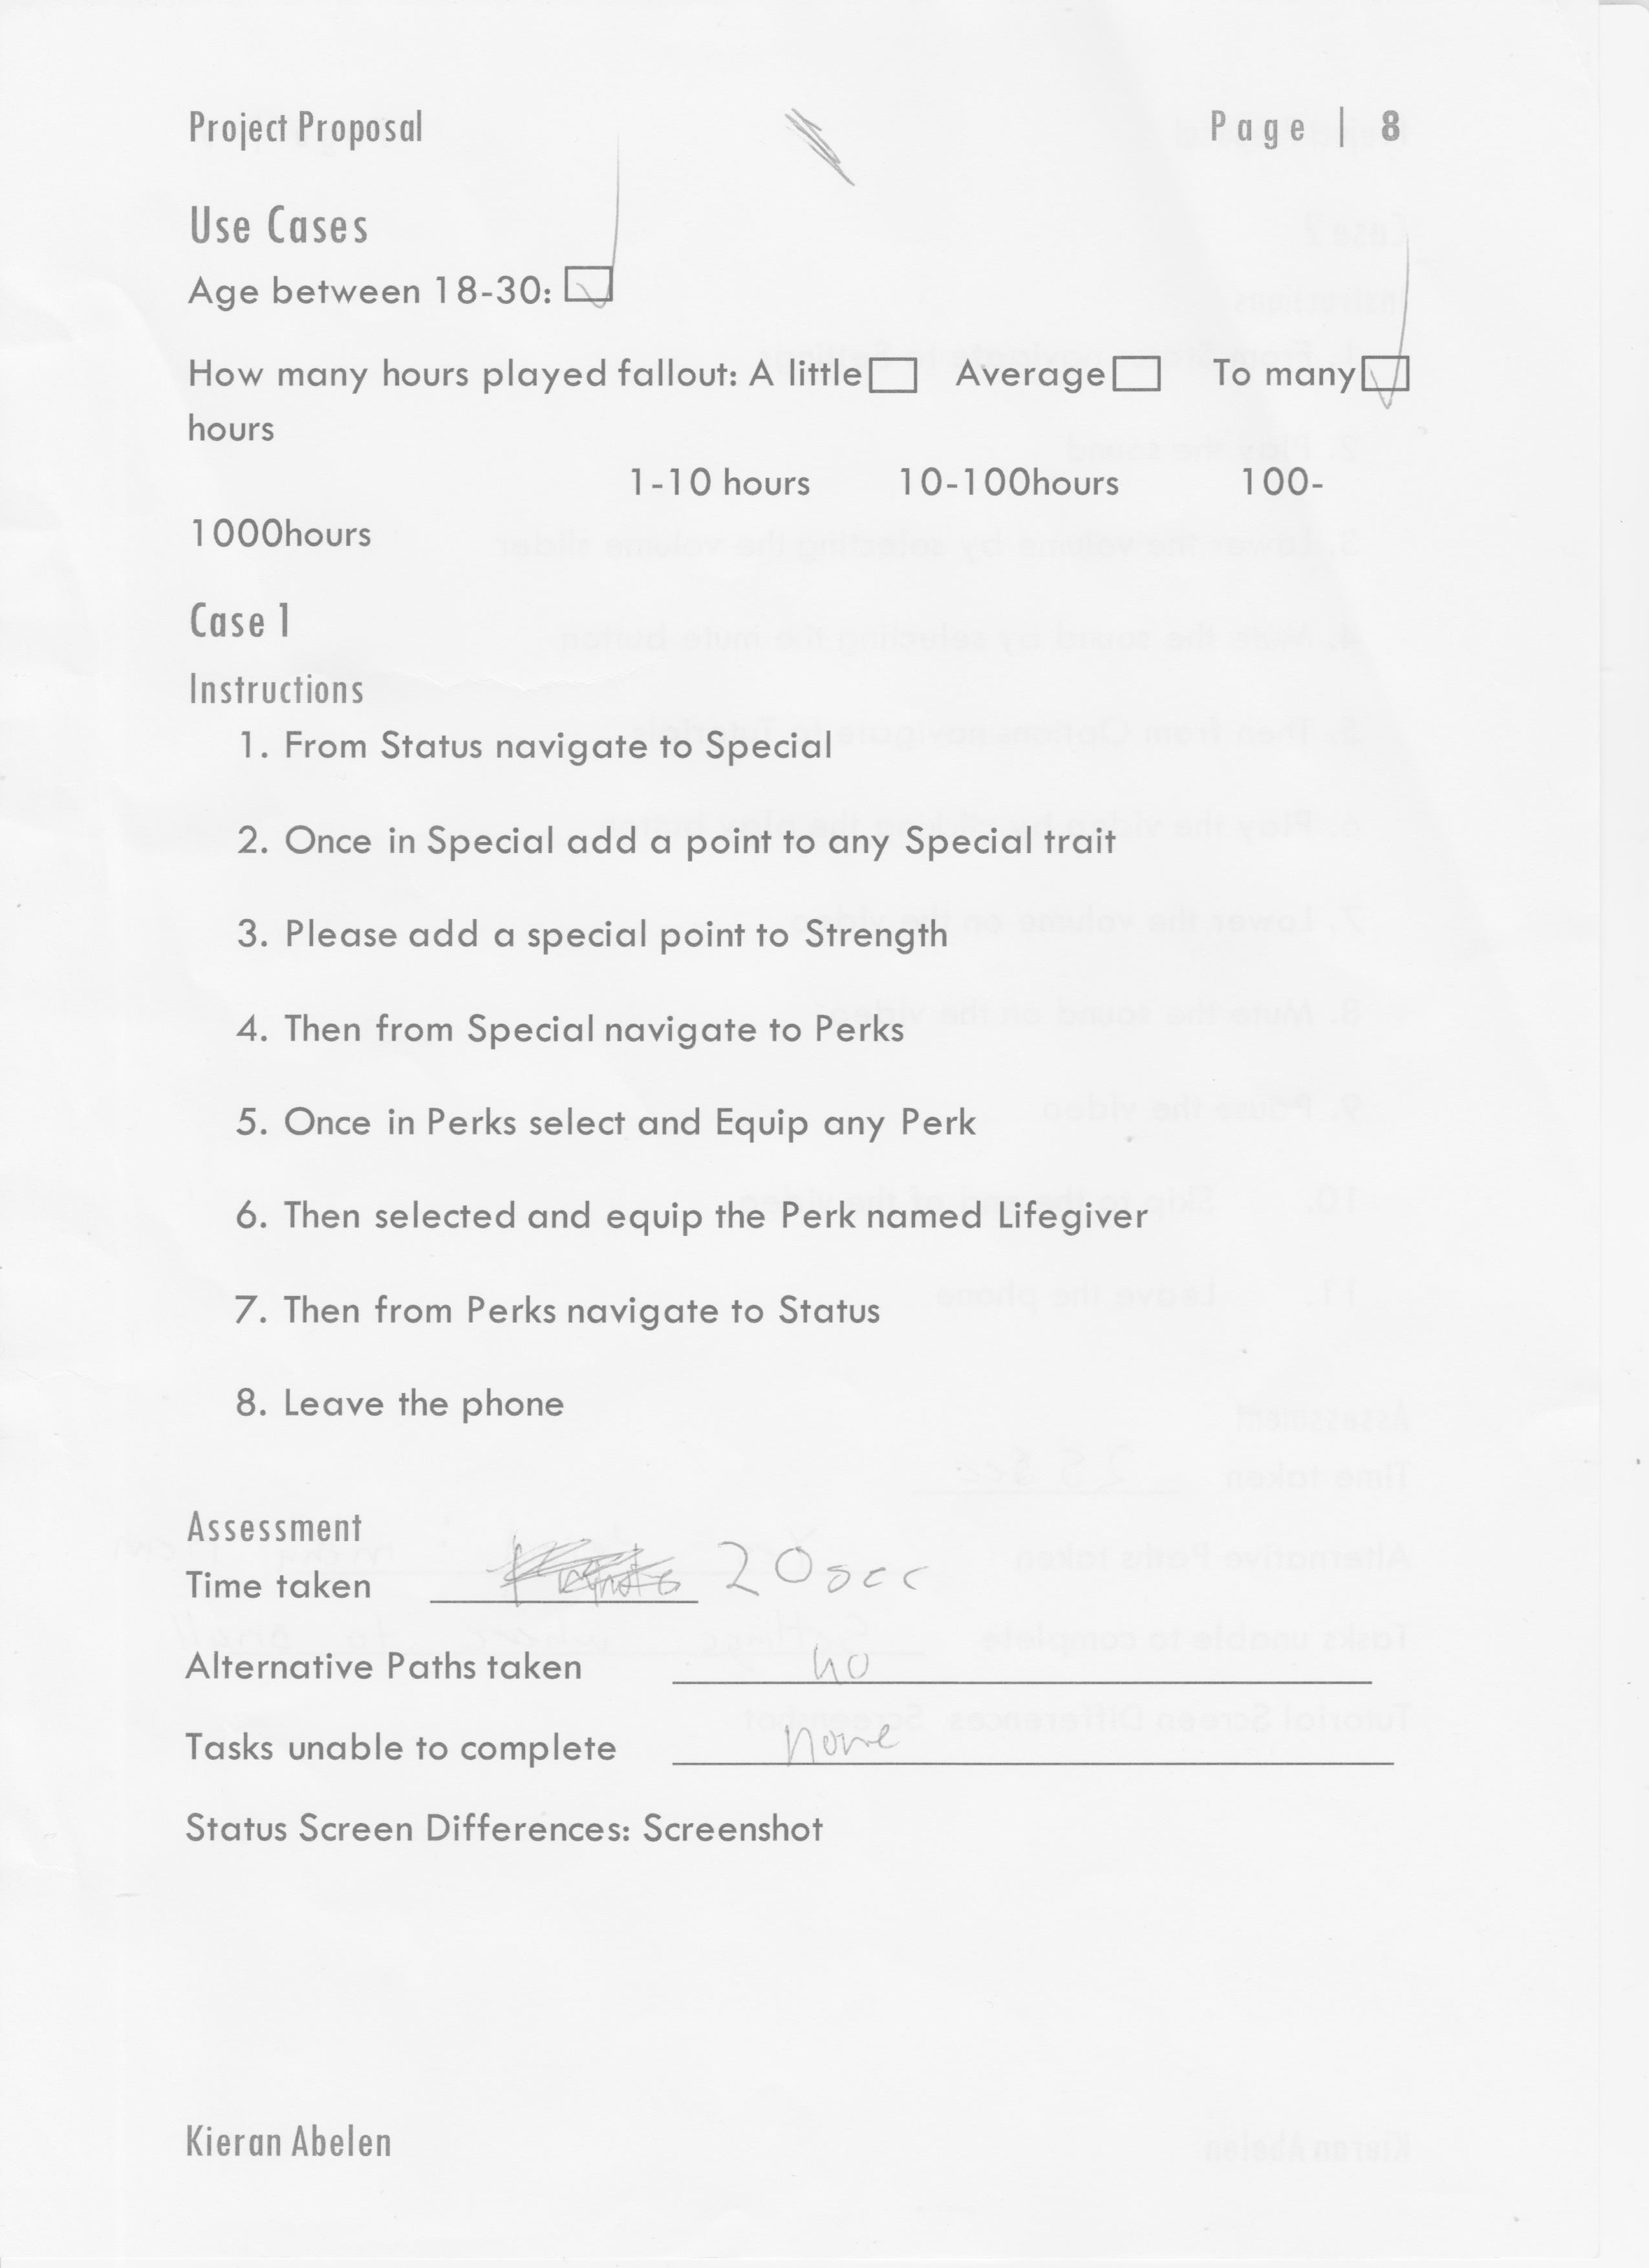 Project Proposal Page | 8
Use Cases
Age between 18-30:
How many hours played fallout: A little Average To many
hours
1-10 hours 10-100hours 100-
1000hours
Case 1
Instructions
1. From Status navigate to Special
2. Once in Special add a point to any Special trait
3. Please add a special point to Strength
4. Then from Special navigate to Perks
5. Once in Perks select and Equip any Perk
6. Then selected and equip the Perk named Lifegiver
7. Then from Perks navigate to Status
8. Leave the phone
Assessment
Time taken 20sec
Alternative Paths taken no
Tasks unable to complete none
Status Screen Differences: Screenshot
Kieran Abelen